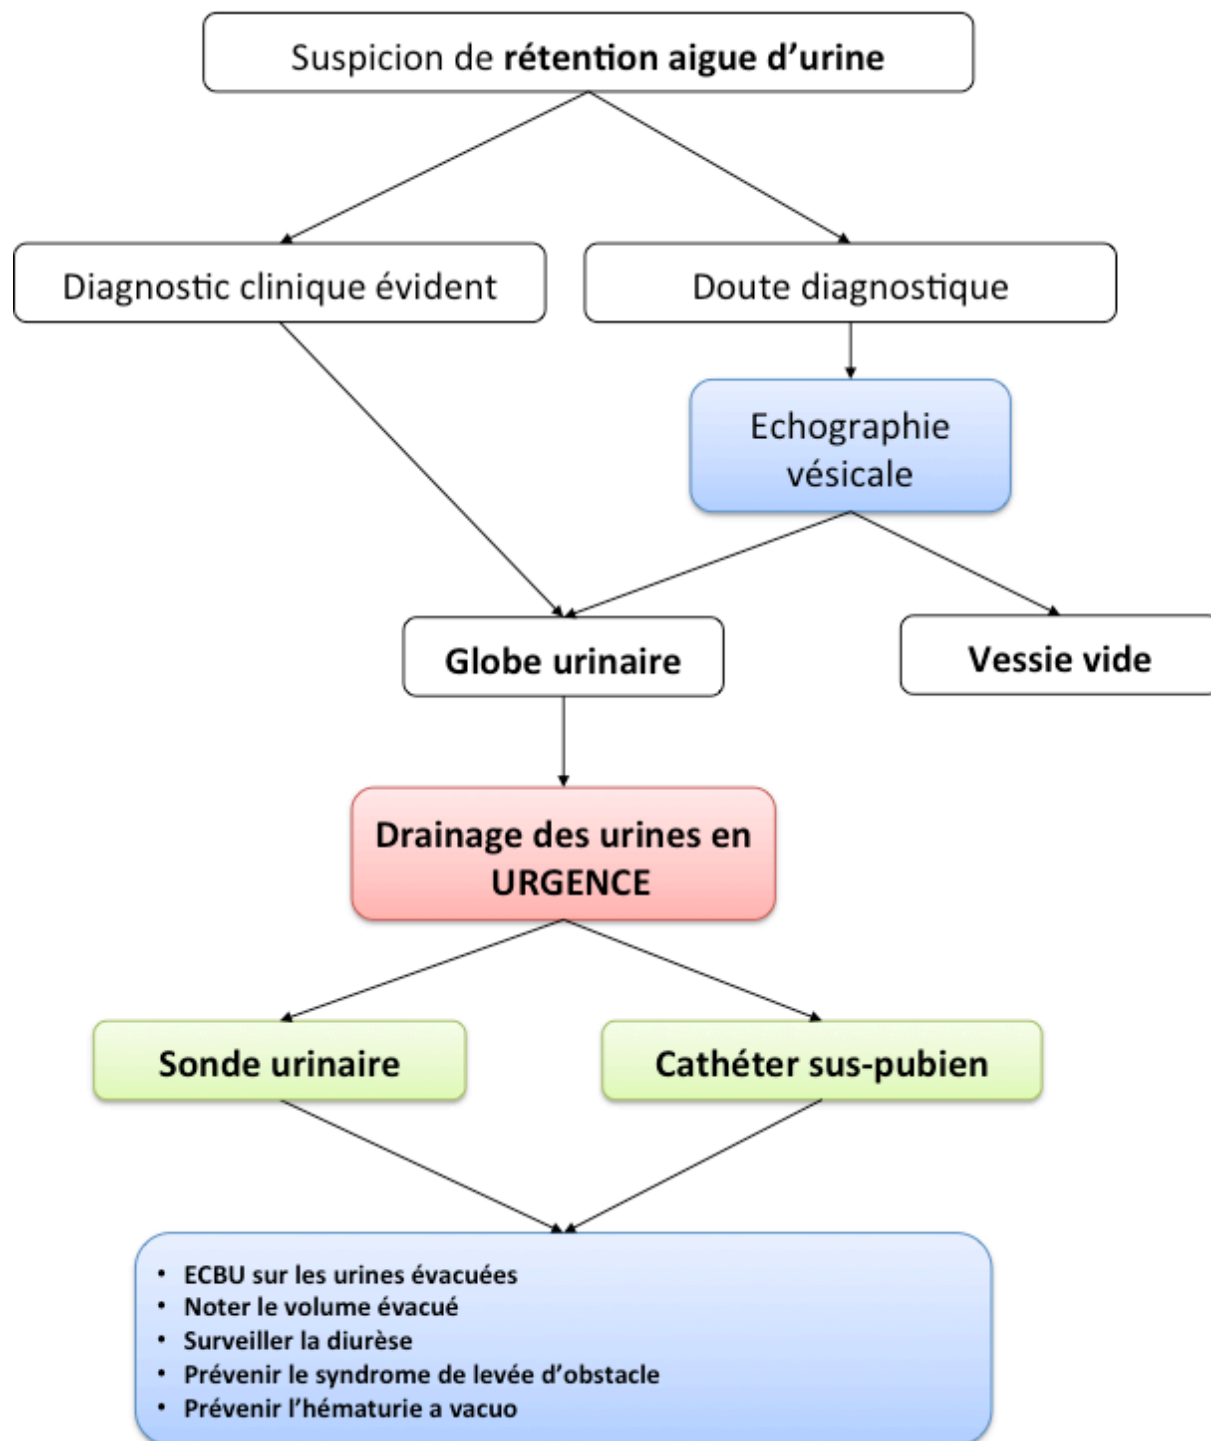 Suspicion de rétention aigue d’urine
Diagnostic clinique évident
Doute diagnostique
Echographie
vésicale
Globe urinaire
Vessie vide
Drainage des urines en
URGENCE
Sonde urinaire
Cathéter sus-pubien
• ECBU sur les urines évacuées
• Noter le volume évacué
• Surveiller la diurèse
• Prévenir le syndrome de levée d’obstacle
• Prévenir l’hématurie a vacuo